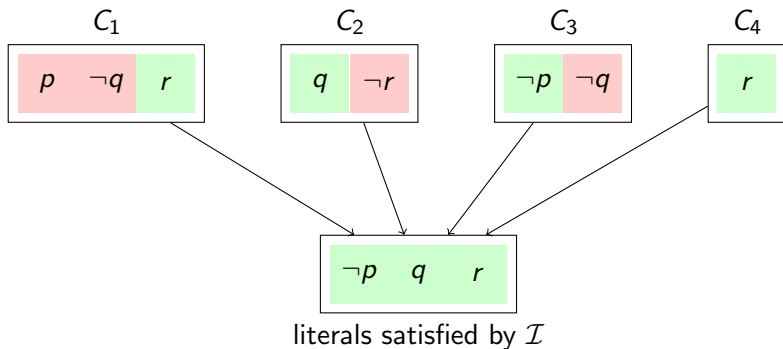 C₁ C₂ C₃ C₄
p ¬q r q ¬r ¬p ¬q r
¬p q r
literals satisfied by ℐ